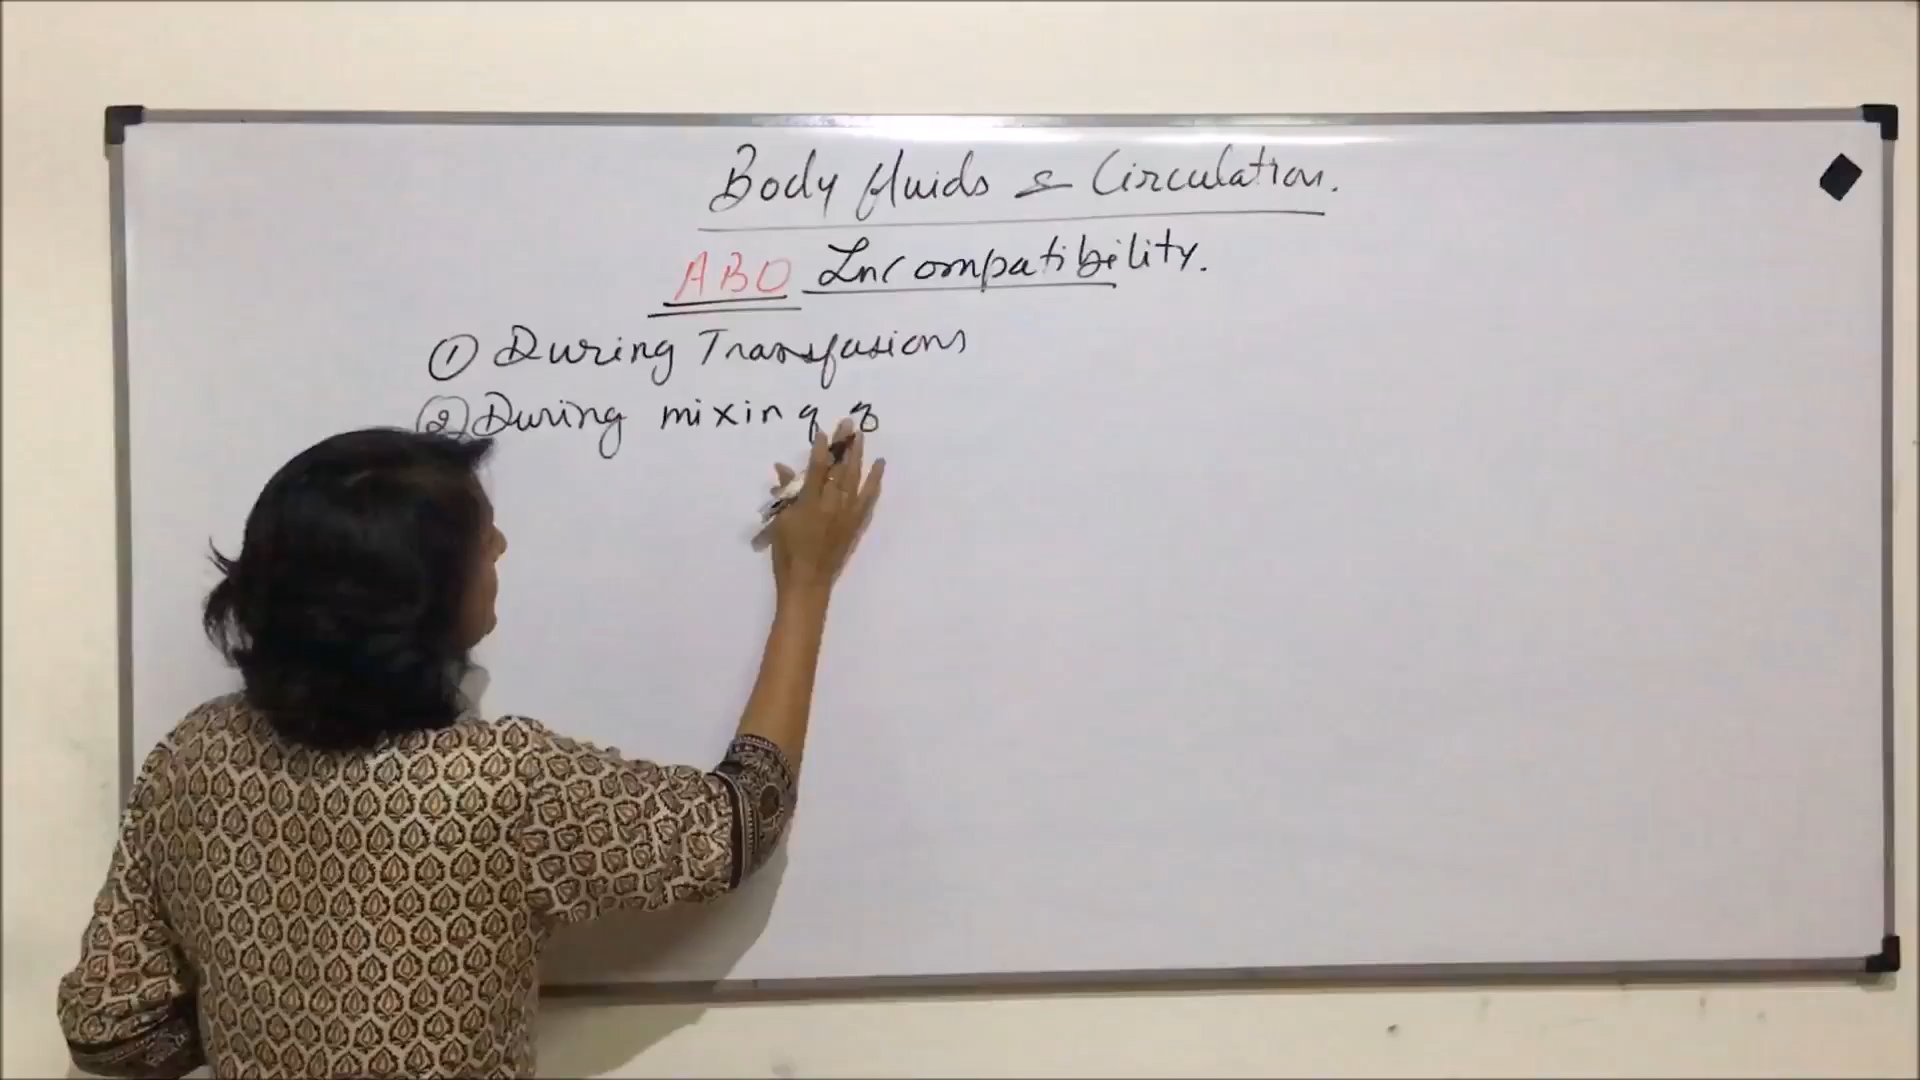 Body fluids & Circulation.
ABO Incompatibility.
① During Transfusions
② During mixing of